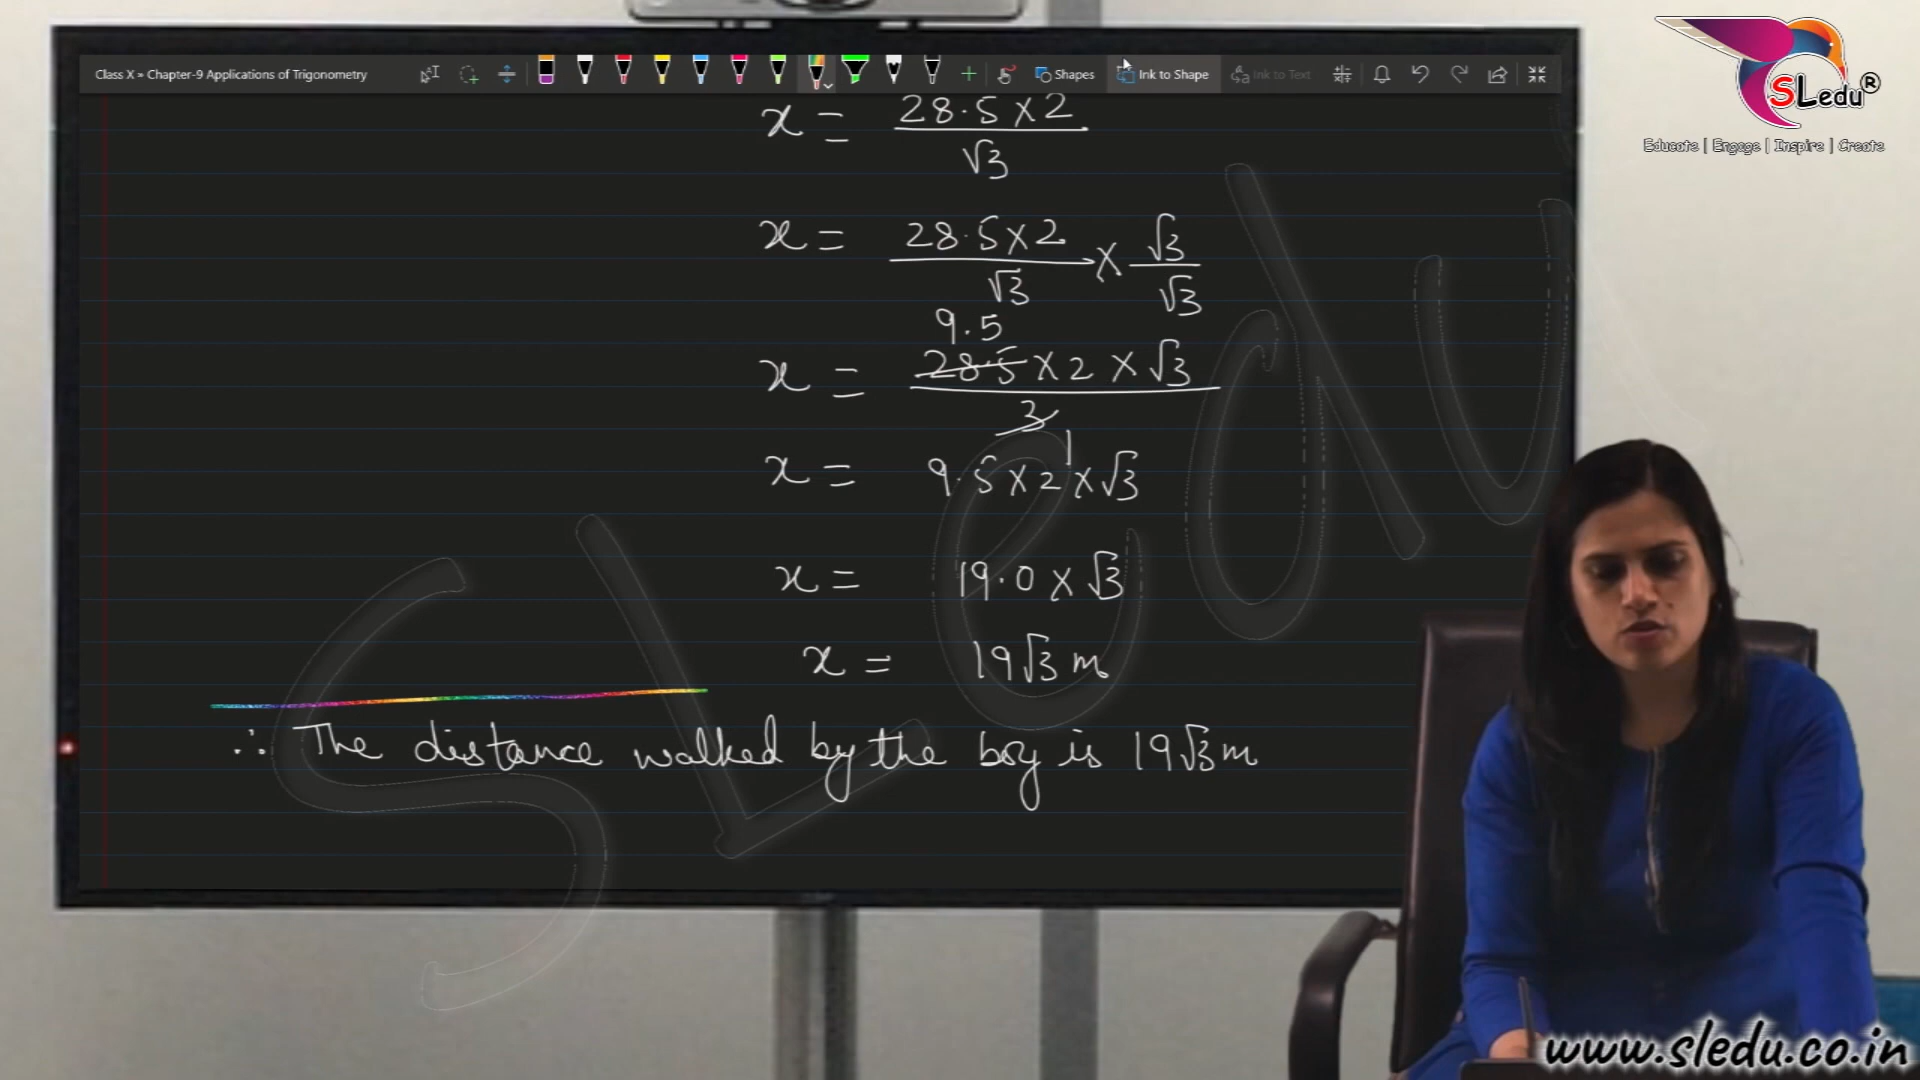 Class X » Chapter-9 Applications of Trigonometry
Shapes
Ink to Shape
Ink to Text
SLedu®
Educate | Engage | Inspire | Create
x = 28.5 × 2 / √3
x = 28.5 × 2 / √3 × √3 / √3
9.5
x = 28.5 × 2 × √3 / 3
1
x = 9.5 × 2 × √3
x = 19.0 × √3
x = 19√3 m
∴ The distance walked by the boy is 19√3 m
SLedu
www.sledu.co.in